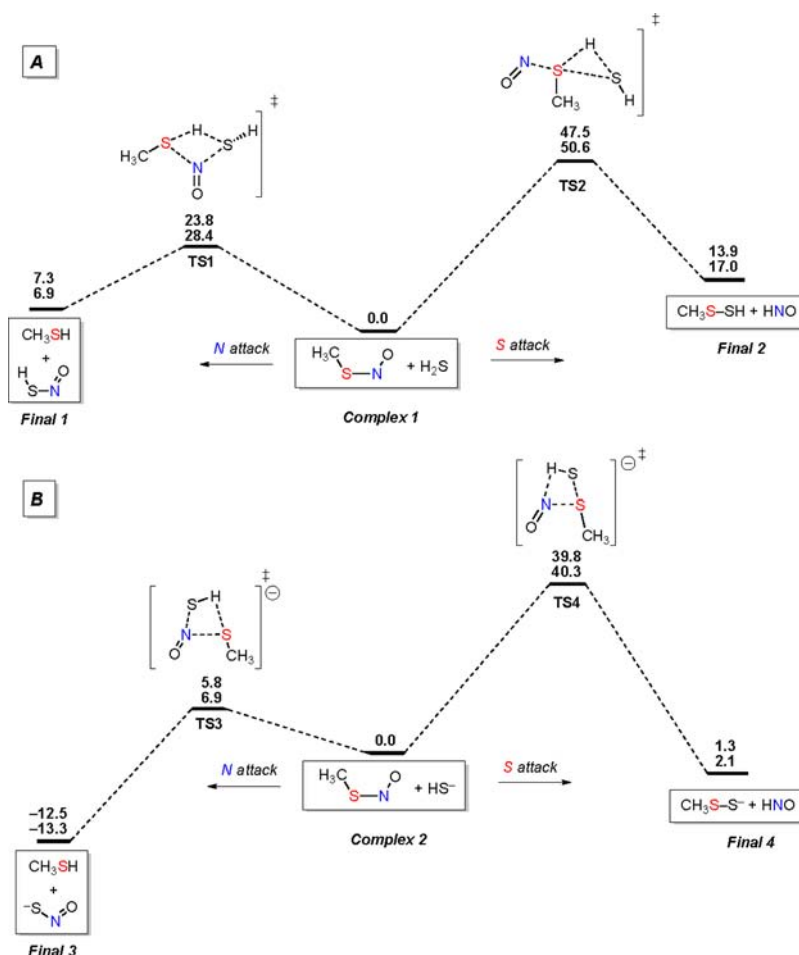 A
N
S
H
S
O
CH₃
H
‡
47.5
50.6
TS2
H
H
S
S
H₃C
N
O
‡
23.8
28.4
TS1
7.3
6.9
0.0
13.9
17.0
CH₃SH
+
H
O
S–N
Final 1
N attack
H₃C
O
S–N
+ H₂S
Complex 1
S attack
CH₃S–SH + HNO
Final 2
B
H S
N S
O
CH₃
⊖‡
39.8
40.3
TS4
S H
N S
O
CH₃
‡⊖
5.8
6.9
TS3
0.0
1.3
2.1
–12.5
–13.3
N attack
H₃C
O
S–N
+ HS⁻
Complex 2
S attack
CH₃S–S⁻ + HNO
Final 4
CH₃SH
+
⁻S
O
N
Final 3